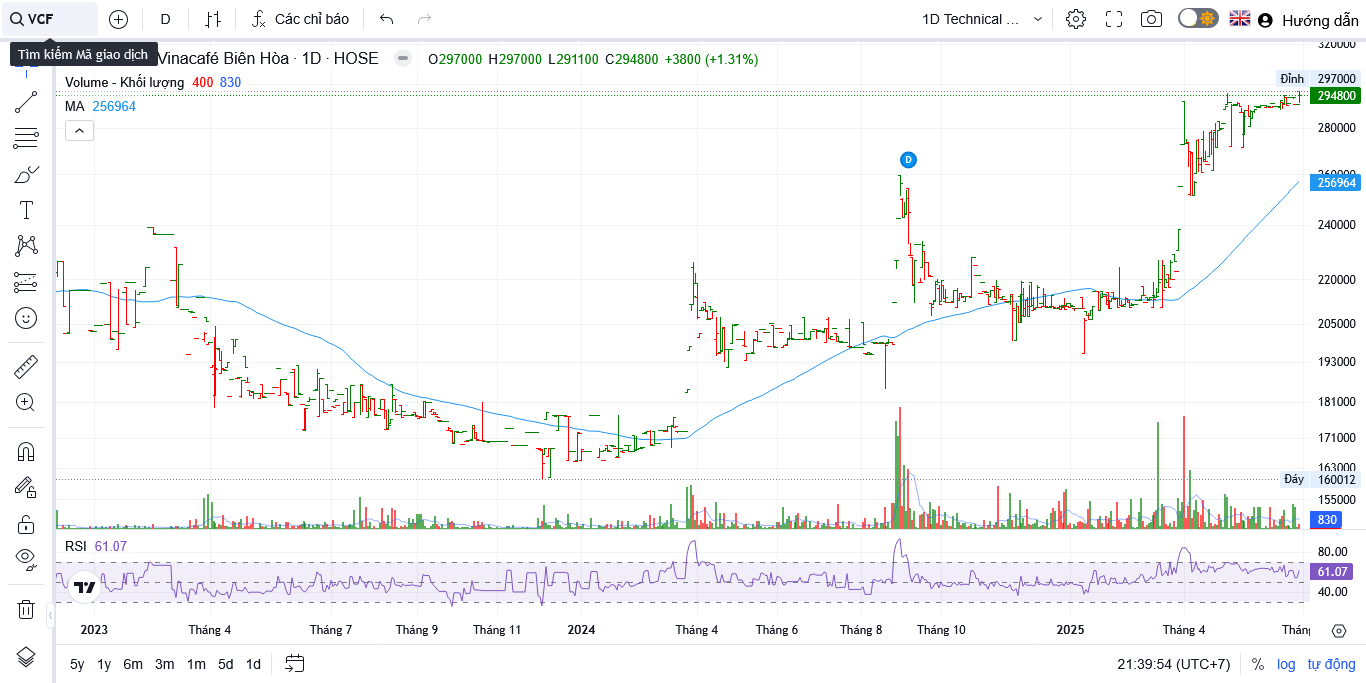 VCF D Các chỉ báo 1D Technical ... Hướng dẫn
Tìm kiếm Mã giao dịch
Vinacafé Biên Hòa · 1D · HOSE O297000 H297000 L291100 C294800 +3800 (+1.31%)
Volume - Khối lượng 400 830
MA 256964
D
320000
Đỉnh 297000
294800
280000
260000
256964
240000
220000
205000
193000
181000
171000
163000
Đáy 160012
155000
830
RSI 61.07
80.00
61.07
40.00
2023 Tháng 4 Tháng 7 Tháng 9 Tháng 11 2024 Tháng 4 Tháng 6 Tháng 8 Tháng 10 2025 Tháng 4 Tháng
5y 1y 6m 3m 1m 5d 1d 21:39:54 (UTC+7) % log tự động